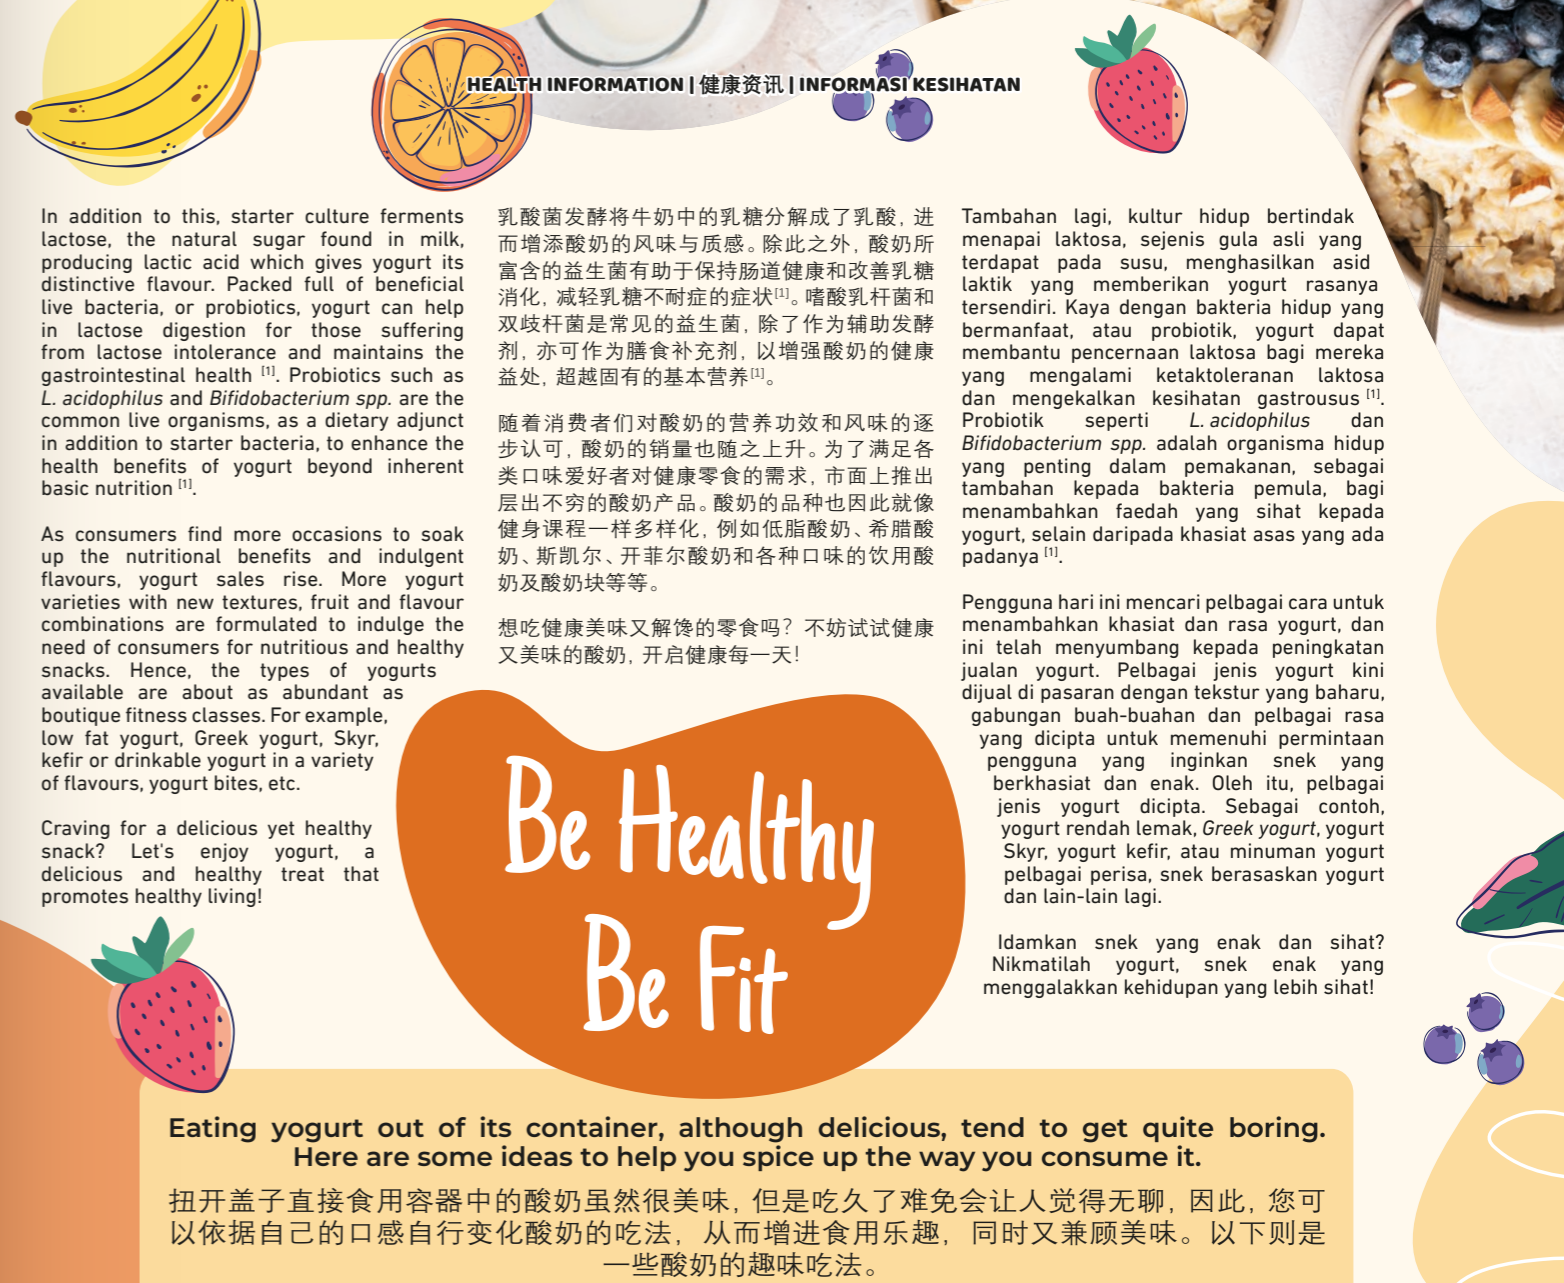 HEALTH INFORMATION | 健康资讯 | INFORMASI KESIHATAN
In addition to this, starter culture ferments
lactose, the natural sugar found in milk,
producing lactic acid which gives yogurt its
distinctive flavour. Packed full of beneficial
live bacteria, or probiotics, yogurt can help
in lactose digestion for those suffering
from lactose intolerance and maintains the
gastrointestinal health [1]. Probiotics such as
L. acidophilus and Bifidobacterium spp. are the
common live organisms, as a dietary adjunct
in addition to starter bacteria, to enhance the
health benefits of yogurt beyond inherent
basic nutrition [1].
As consumers find more occasions to soak
up the nutritional benefits and indulgent
flavours, yogurt sales rise. More yogurt
varieties with new textures, fruit and flavour
combinations are formulated to indulge the
need of consumers for nutritious and healthy
snacks. Hence, the types of yogurts
available are about as abundant as
boutique fitness classes. For example,
low fat yogurt, Greek yogurt, Skyr,
kefir or drinkable yogurt in a variety
of flavours, yogurt bites, etc.
Craving for a delicious yet healthy
snack? Let's enjoy yogurt, a
delicious and healthy treat that
promotes healthy living!
乳酸菌发酵将牛奶中的乳糖分解成了乳酸, 进
而增添酸奶的风味与质感。除此之外, 酸奶所
富含的益生菌有助于保持肠道健康和改善乳糖
消化, 减轻乳糖不耐症的症状[1]。嗜酸乳杆菌和
双歧杆菌是常见的益生菌, 除了作为辅助发酵
剂, 亦可作为膳食补充剂, 以增强酸奶的健康
益处, 超越固有的基本营养[1]。
随着消费者们对酸奶的营养功效和风味的逐
步认可, 酸奶的销量也随之上升。为了满足各
类口味爱好者对健康零食的需求, 市面上推出
层出不穷的酸奶产品。酸奶的品种也因此就像
健身课程一样多样化, 例如低脂酸奶、希腊酸
奶、斯凯尔、开菲尔酸奶和各种口味的饮用酸
奶及酸奶块等等。
想吃健康美味又解馋的零食吗? 不妨试试健康
又美味的酸奶, 开启健康每一天!
Tambahan lagi, kultur hidup bertindak
menapai laktosa, sejenis gula asli yang
terdapat pada susu, menghasilkan asid
laktik yang memberikan yogurt rasanya
tersendiri. Kaya dengan bakteria hidup yang
bermanfaat, atau probiotik, yogurt dapat
membantu pencernaan laktosa bagi mereka
yang mengalami ketaktoleranan laktosa
dan mengekalkan kesihatan gastrousus [1].
Probiotik seperti L. acidophilus dan
Bifidobacterium spp. adalah organisma hidup
yang penting dalam pemakanan, sebagai
tambahan kepada bakteria pemula, bagi
menambahkan faedah yang sihat kepada
yogurt, selain daripada khasiat asas yang ada
padanya [1].
Pengguna hari ini mencari pelbagai cara untuk
menambahkan khasiat dan rasa yogurt, dan
ini telah menyumbang kepada peningkatan
jualan yogurt. Pelbagai jenis yogurt kini
dijual di pasaran dengan tekstur yang baharu,
gabungan buah-buahan dan pelbagai rasa
yang dicipta untuk memenuhi permintaan
pengguna yang inginkan snek yang
berkhasiat dan enak. Oleh itu, pelbagai
jenis yogurt dicipta. Sebagai contoh,
yogurt rendah lemak, Greek yogurt, yogurt
Skyr, yogurt kefir, atau minuman yogurt
pelbagai perisa, snek berasaskan yogurt
dan lain-lain lagi.
Idamkan snek yang enak dan sihat?
Nikmatilah yogurt, snek enak yang
menggalakkan kehidupan yang lebih sihat!
Be Healthy
Be Fit
Eating yogurt out of its container, although delicious, tend to get quite boring.
Here are some ideas to help you spice up the way you consume it.
扭开盖子直接食用容器中的酸奶虽然很美味, 但是吃久了难免会让人觉得无聊, 因此, 您可
以依据自己的口感自行变化酸奶的吃法, 从而增进食用乐趣, 同时又兼顾美味。以下则是
一些酸奶的趣味吃法。